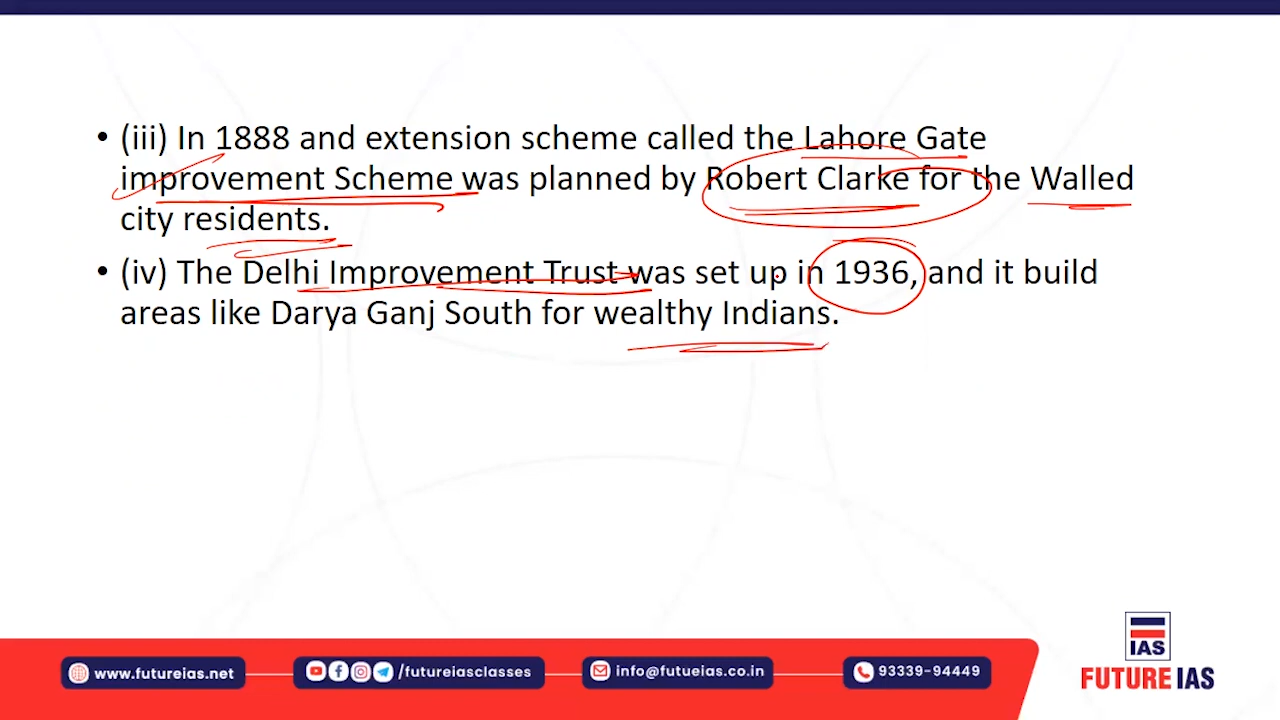 • (iii) In 1888 and extension scheme called the Lahore Gate
improvement Scheme was planned by Robert Clarke for the Walled
city residents.
• (iv) The Delhi Improvement Trust was set up in 1936, and it build
areas like Darya Ganj South for wealthy Indians.
IAS
FUTURE IAS
www.futureias.net
/futureiasclasses
info@futueias.co.in
93339-94449